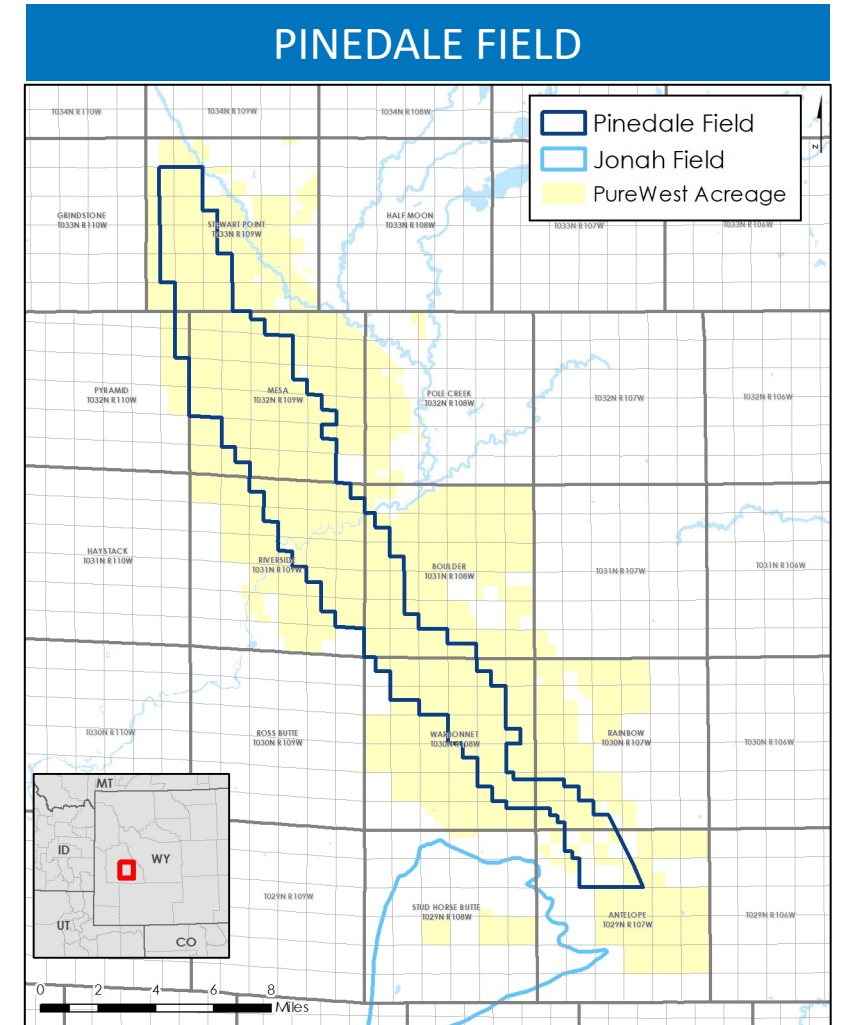 PINEDALE FIELD
T034N R110W
T034N R109W
T034N R108W
Pinedale Field
Jonah Field
PureWest Acreage
N
GRINDSTONE
T033N R110W
STEWART POINT
T033N R109W
HALF MOON
T033N R108W
T033N R107W
T033N R106W
PYRAMID
T032N R110W
MESA
T032N R109W
POLE CREEK
T032N R108W
T032N R107W
T032N R106W
HAYSTACK
T031N R110W
RIVERSIDE
T031N R109W
BOULDER
T031N R108W
T031N R107W
T031N R106W
T030N R110W
ROSS BUTTE
T030N R109W
WARBONNET
T030N R108W
RAINBOW
T030N R107W
T030N R106W
MT
ID
WY
UT
CO
T029N R109W
STUD HORSE BUTTE
T029N R108W
ANTELOPE
T029N R107W
T029N R106W
0 2 4 6 8
Miles